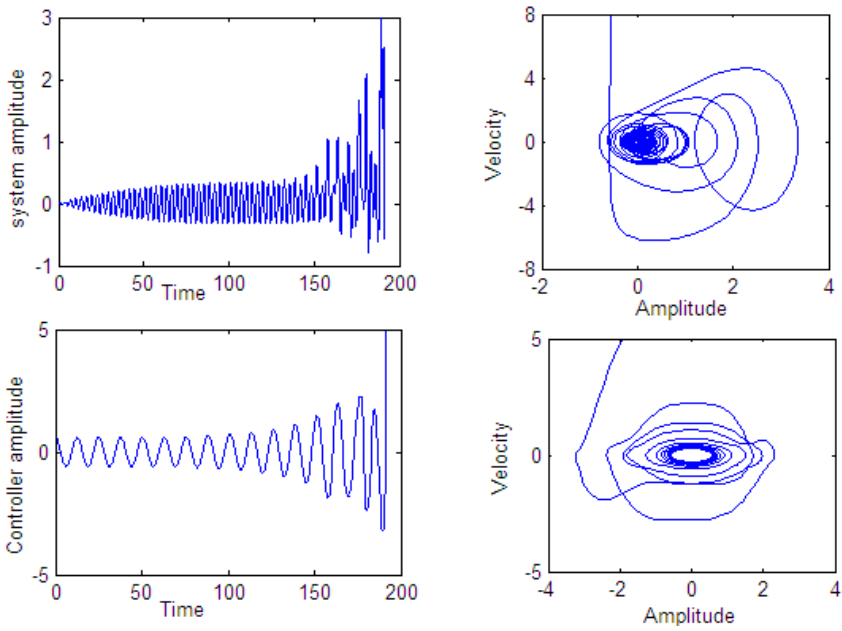 3
2
1
0
-1
system amplitude
0 50 100 150 200
Time
8
4
0
-4
-8
Velocity
-2 0 2 4
Amplitude
5
0
-5
Controller amplitude
0 50 100 150 200
Time
5
0
-5
Velocity
-4 -2 0 2 4
Amplitude